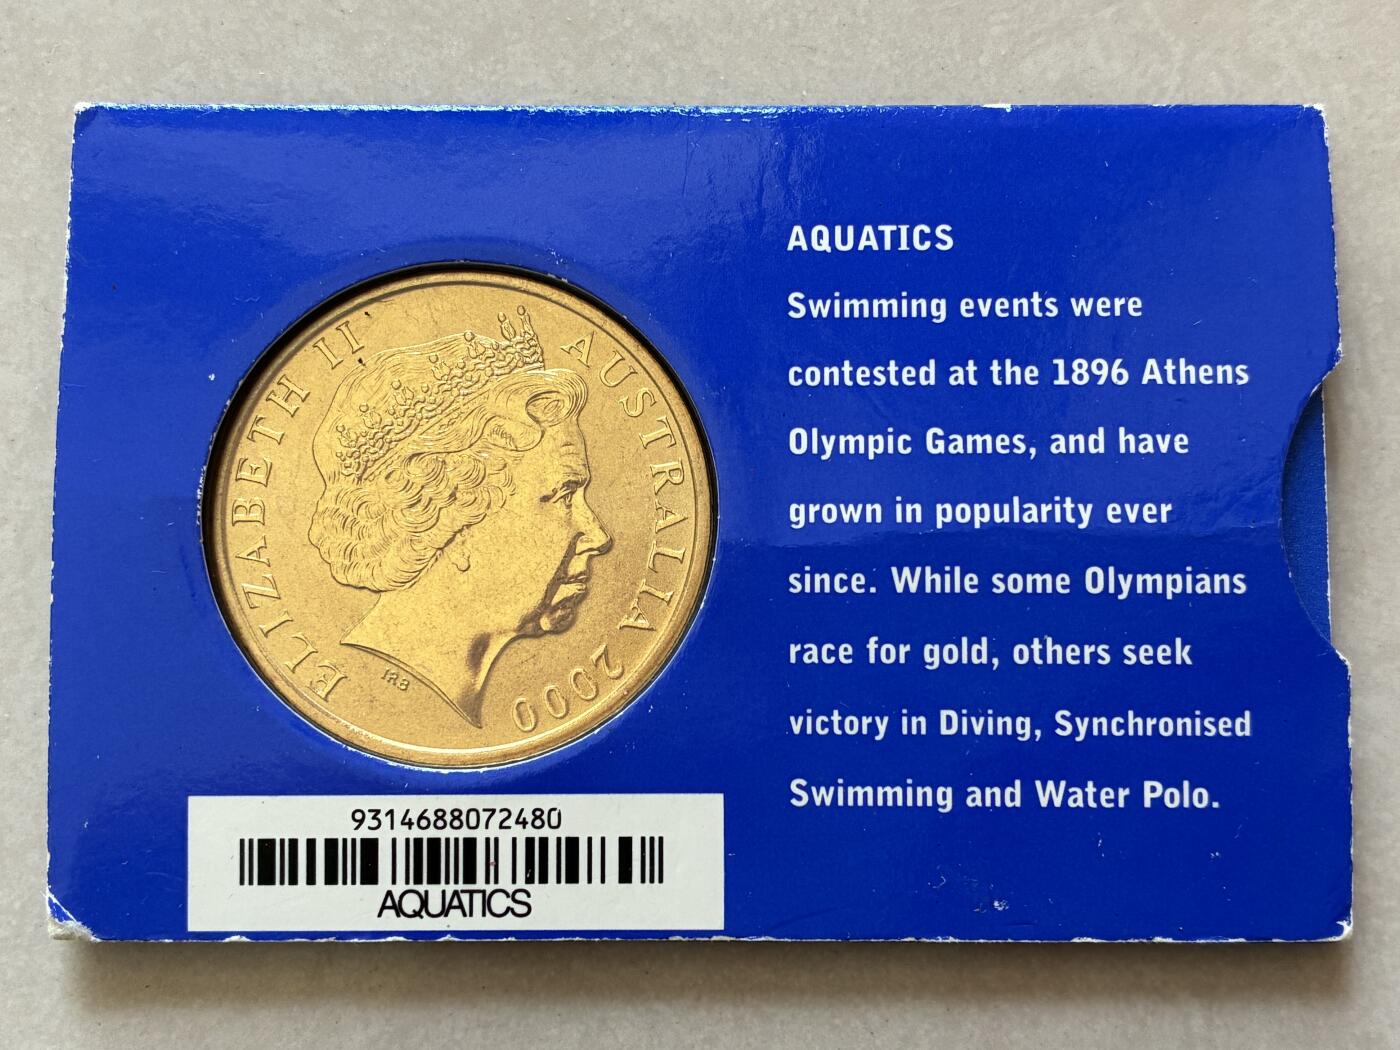 ELIZABETH II AUSTRALIA 2000
IRB
AQUATICS
Swimming events were
contested at the 1896 Athens
Olympic Games, and have
grown in popularity ever
since. While some Olympians
race for gold, others seek
victory in Diving, Synchronised
Swimming and Water Polo.
9314688072480
AQUATICS